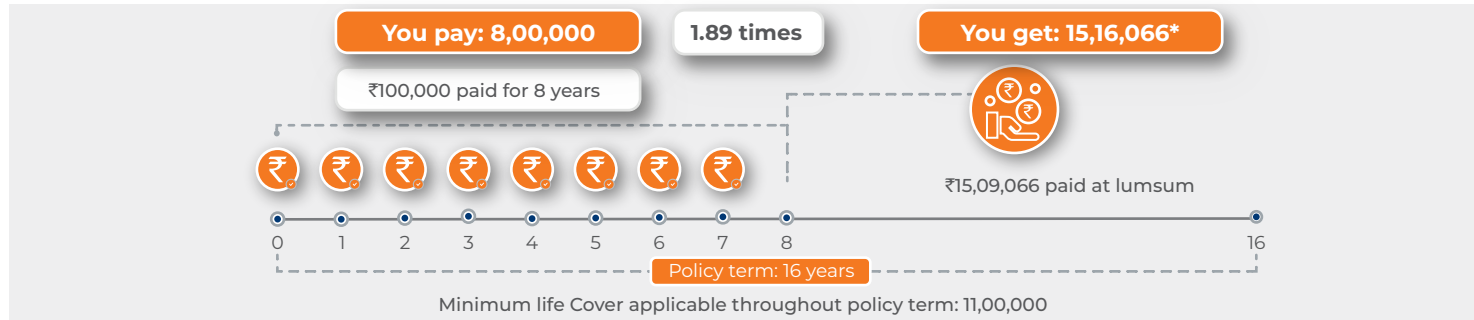 You pay: 8,00,000
1.89 times
You get: 15,16,066*
₹100,000 paid for 8 years
₹ ₹
₹ ₹ ₹ ₹ ₹ ₹ ₹ ₹
₹15,09,066 paid at lumsum
0 1 2 3 4 5 6 7 8 16
Policy term: 16 years
Minimum life Cover applicable throughout policy term: 11,00,000